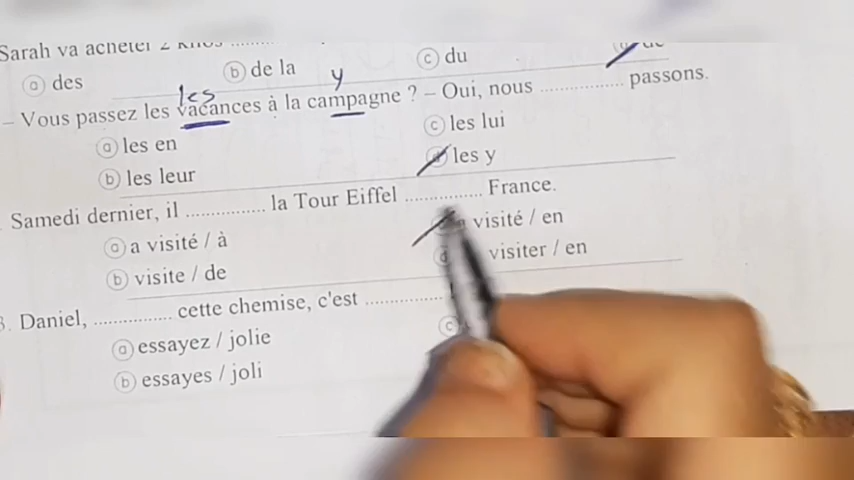 Sarah va acheter 2 kilos ..........
ⓐ des ⓑ de la ⓒ du ⓓ de
les y
– Vous passez les vacances à la campagne ? – Oui, nous ................ passons.
ⓐ les en ⓒ les lui
ⓑ les leur ⓓ les y
Samedi dernier, il ................ la Tour Eiffel ................ France.
ⓐ a visité / à ⓒ a visité / en
ⓑ visite / de ⓓ visiter / en
3. Daniel, ................ cette chemise, c'est ................
ⓐ essayez / jolie ⓒ
ⓑ essayes / joli